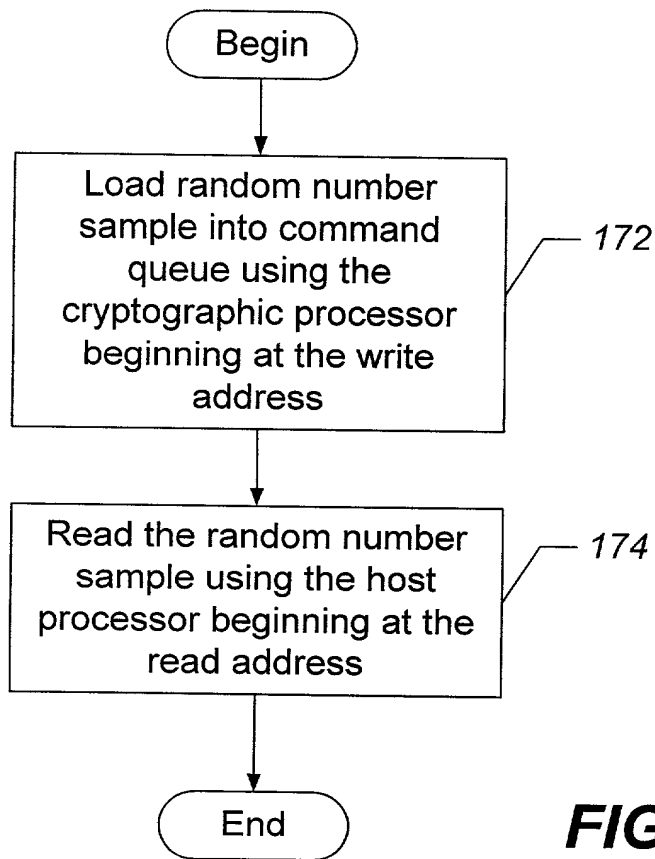 Begin
Load random number
sample into command
queue using the
cryptographic processor
beginning at the write
address
172
Read the random number
sample using the host
processor beginning at the
read address
174
End
FIG